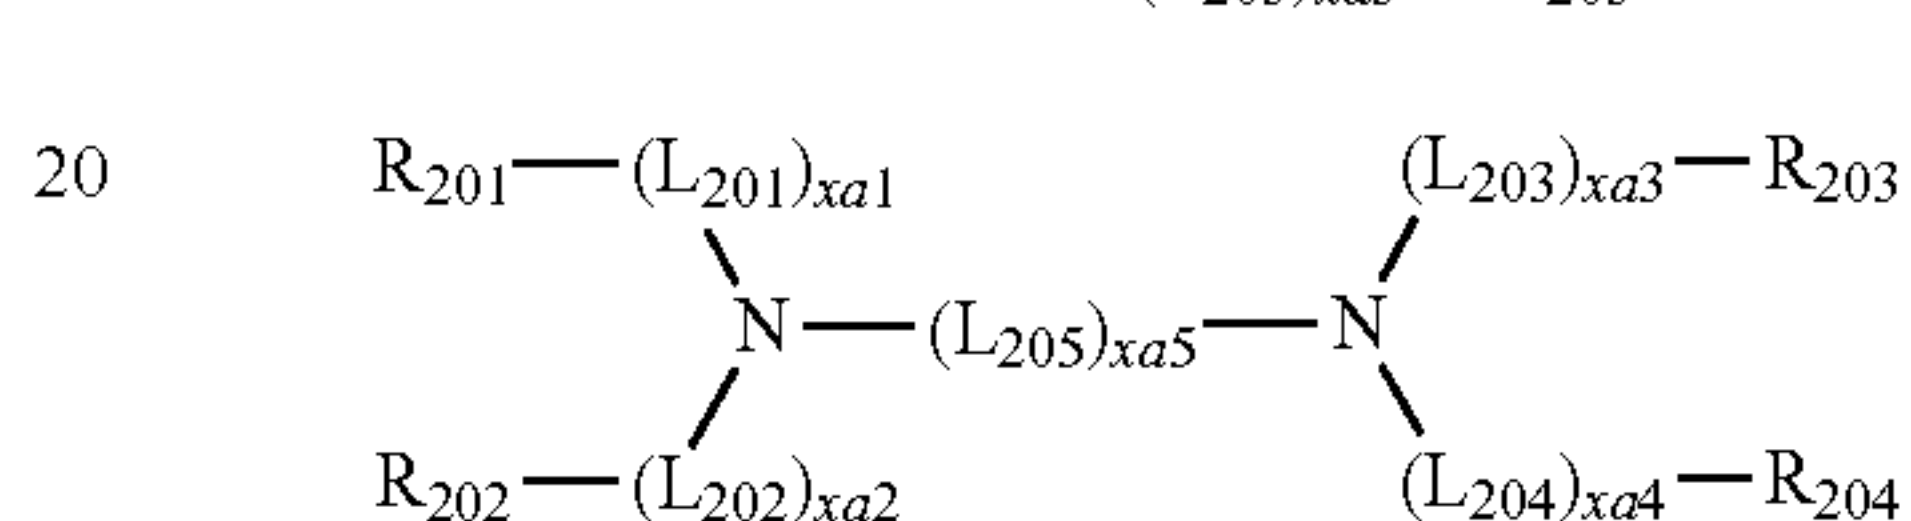 20 R₂₀₁—(L₂₀₁)ₓₐ₁ (L₂₀₃)ₓₐ₃—R₂₀₃
N—(L₂₀₅)ₓₐ₅—N
R₂₀₂—(L₂₀₂)ₓₐ₂ (L₂₀₄)ₓₐ₄—R₂₀₄